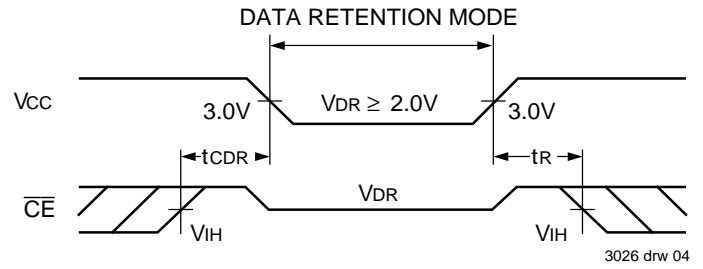 DATA RETENTION MODE
VCC
3.0V
VDR ≥ 2.0V
3.0V
tCDR
tR
CE
VDR
VIH
VIH
3026 drw 04